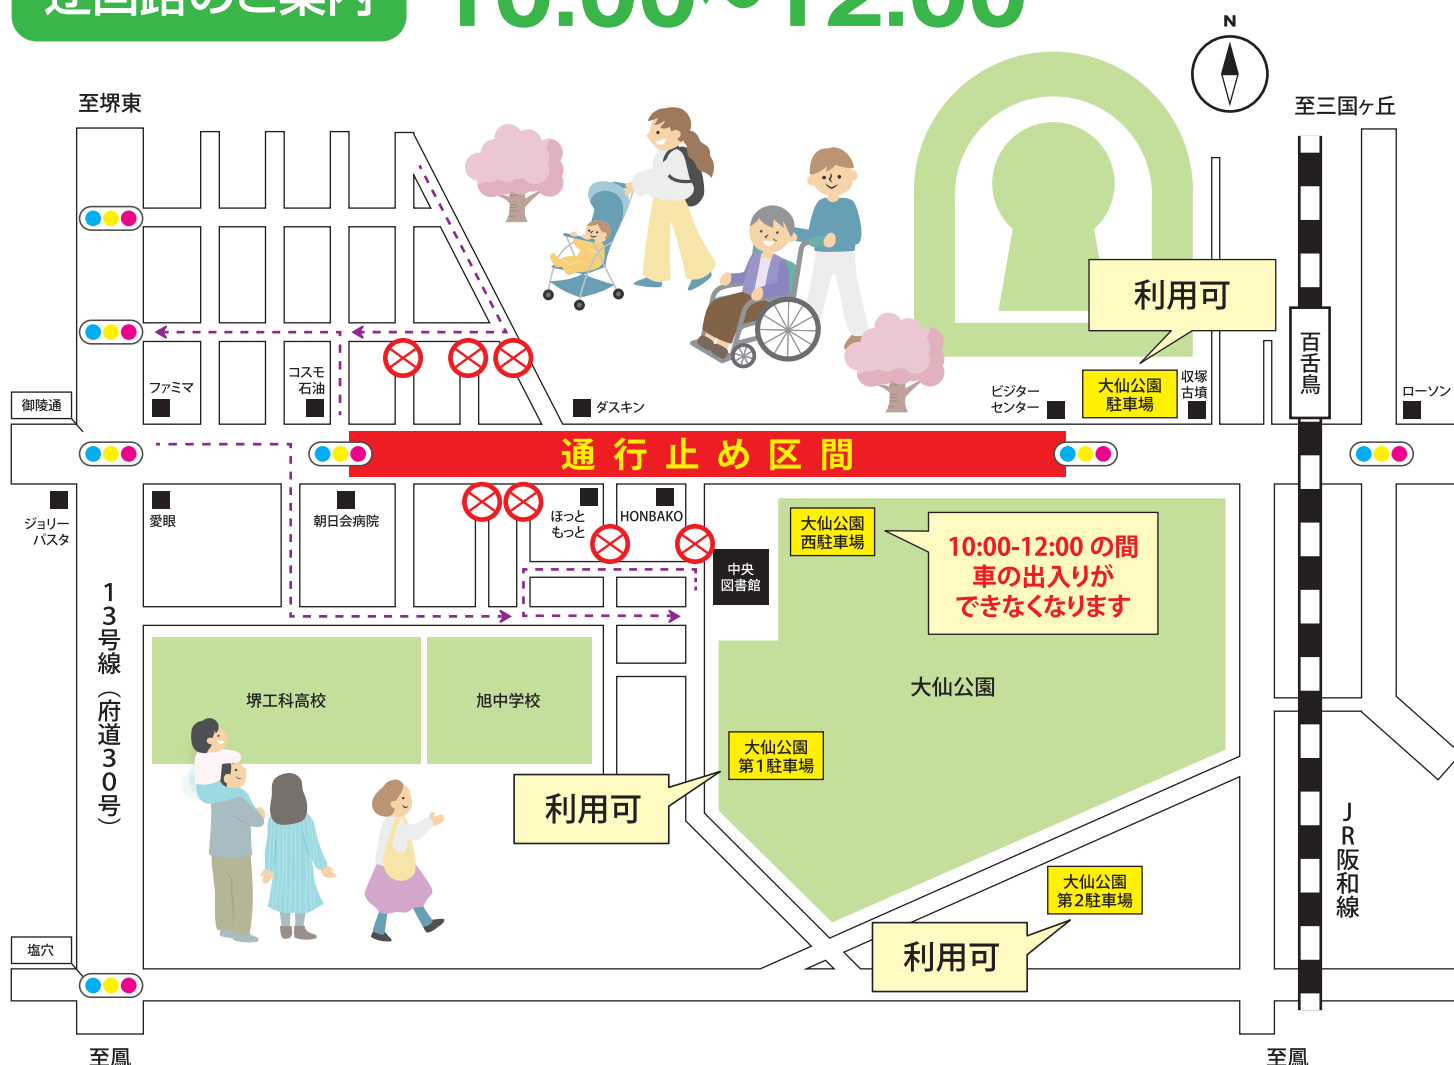 迂回路のご案内
10:00〜12:00
N
至堺東
至三国ヶ丘
利用可
百舌鳥
ファミマ
コスモ
石油
御陵通
ダスキン
ビジター
センター
大仙公園
駐車場
収塚
古墳
ローソン
通行止め区間
ジョリー
パスタ
愛眼
朝日会病院
ほっと
もっと
HONBAKO
大仙公園
西駐車場
10:00-12:00 の間
車の出入りが
できなくなります
中央
図書館
13号線（府道30号）
堺工科高校
旭中学校
大仙公園
大仙公園
第1駐車場
利用可
JR阪和線
大仙公園
第2駐車場
利用可
塩穴
至鳳
至鳳